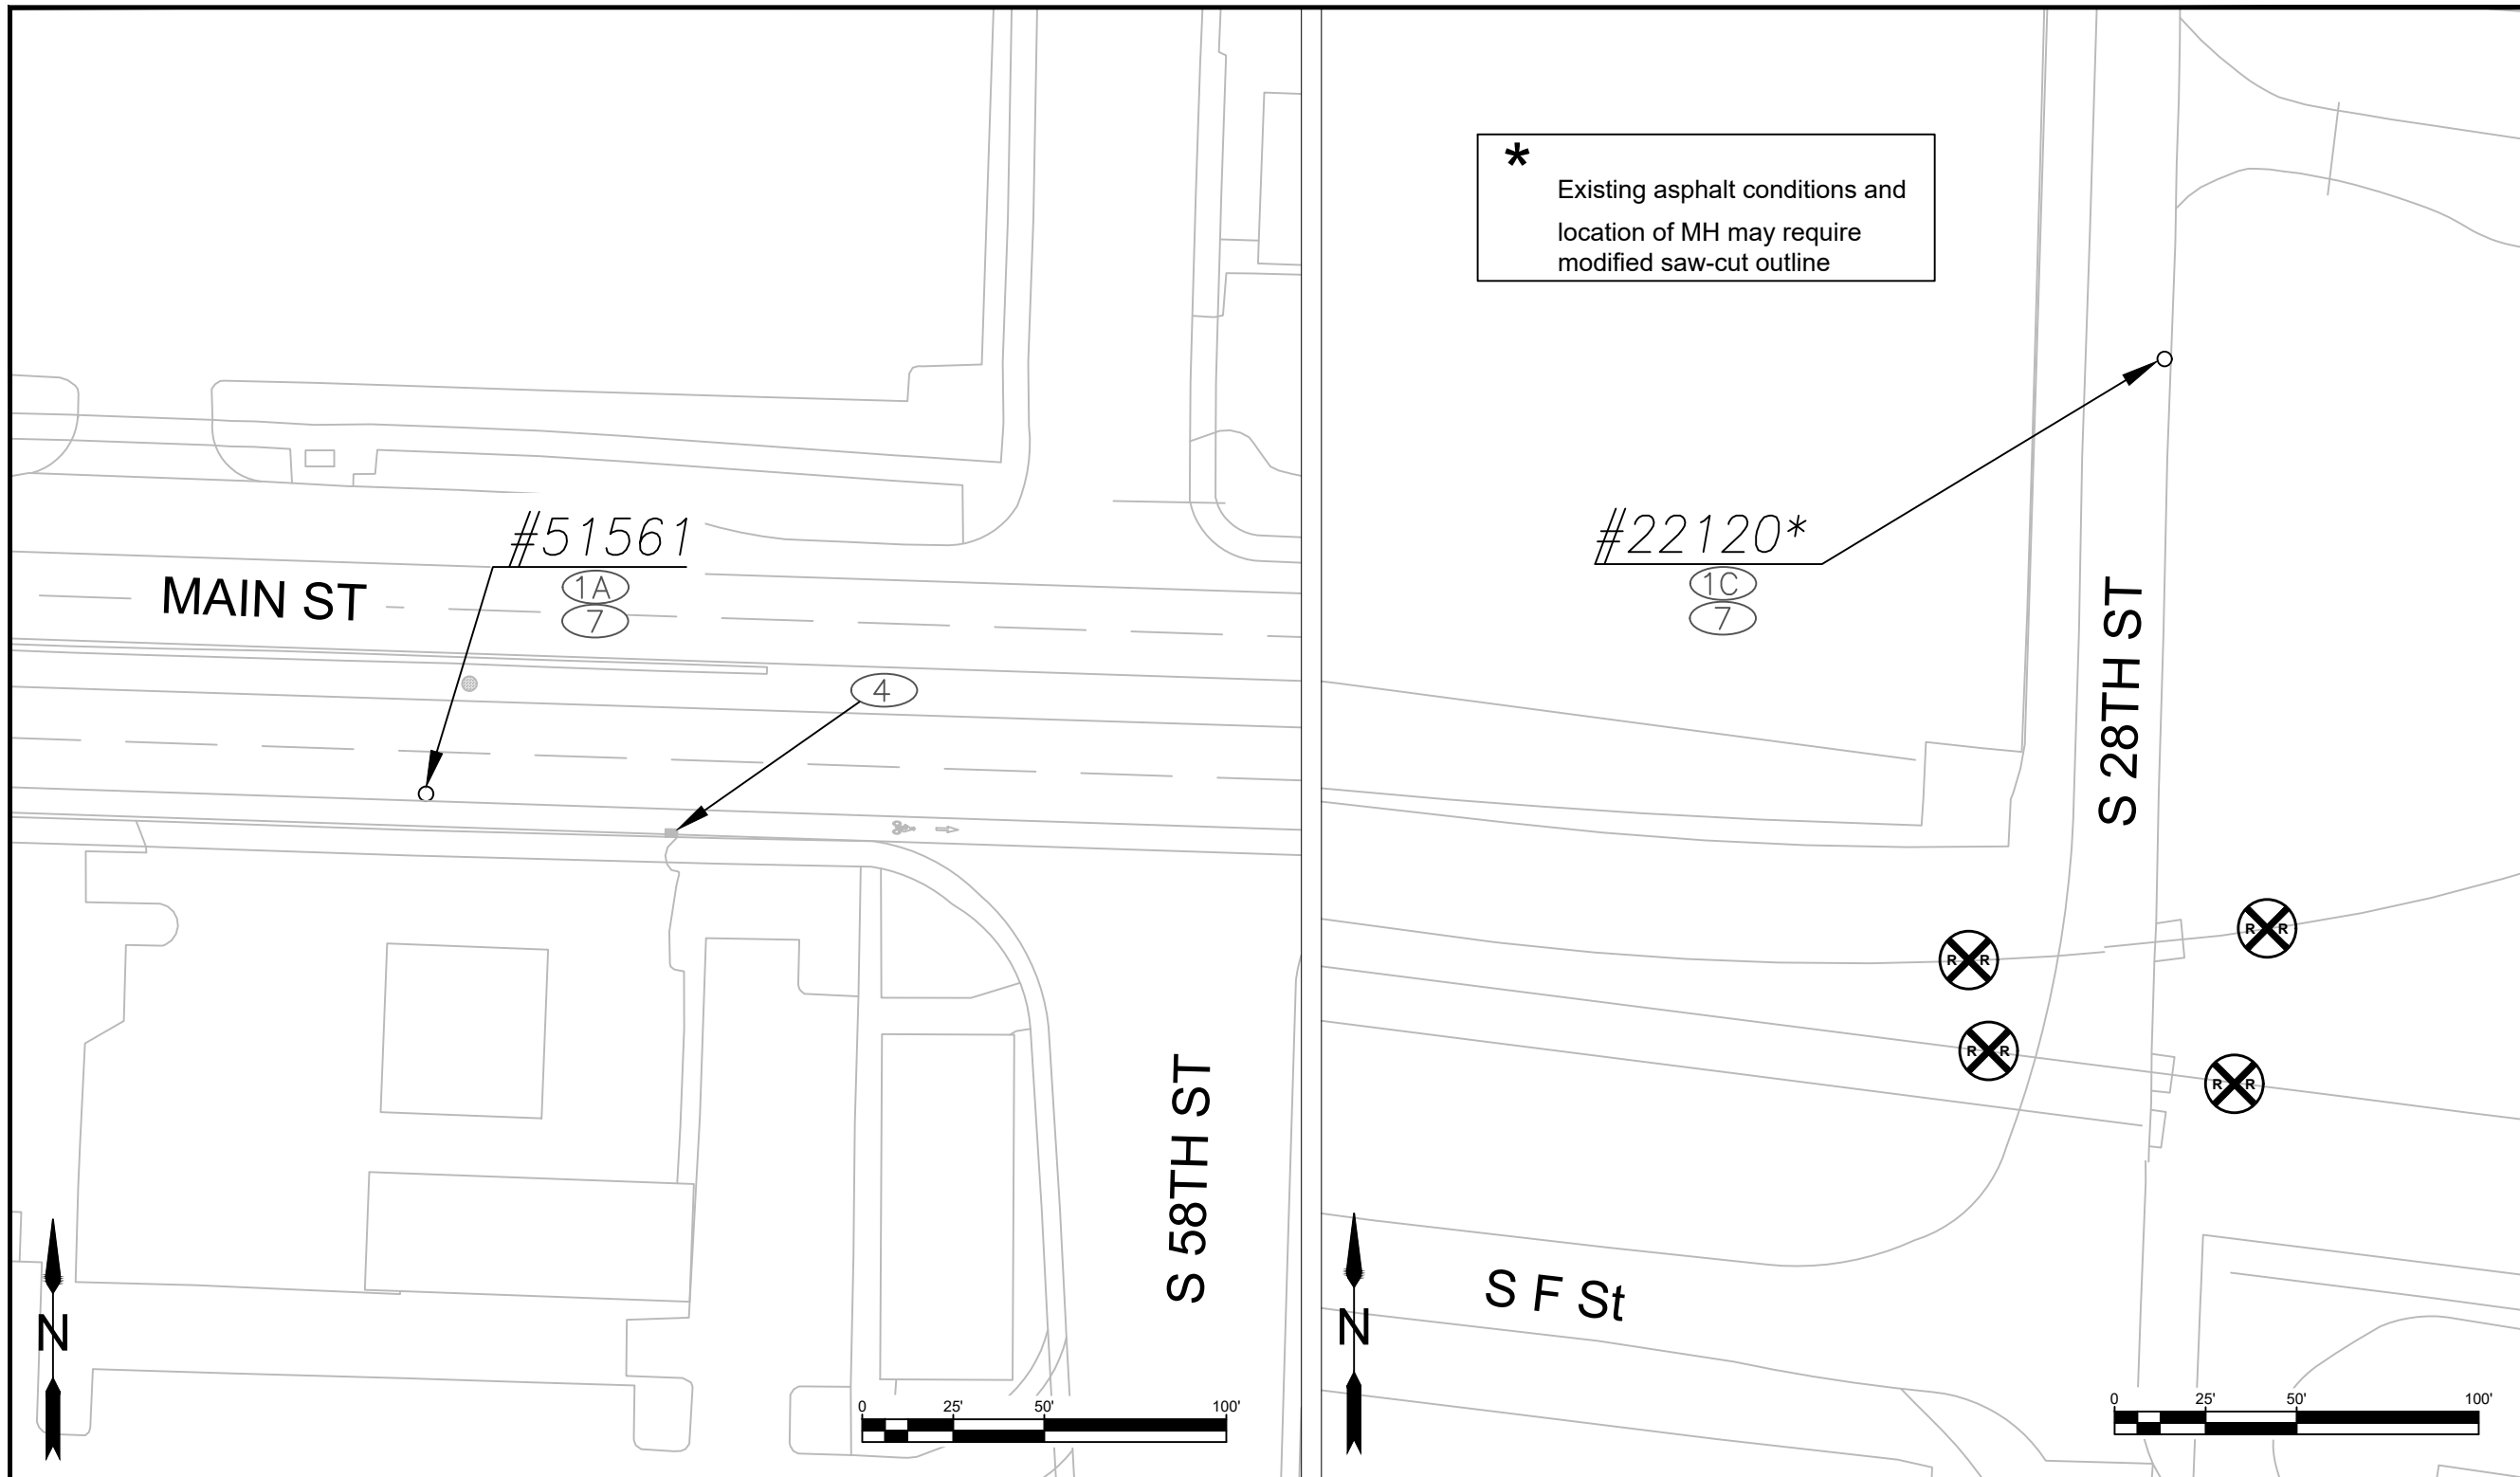 #51561
1A
7
MAIN ST
4
S 58TH ST
N
0 25' 50' 100'
*
Existing asphalt conditions and
location of MH may require
modified saw-cut outline
#22120*
1C
7
S 28TH ST
R R
R R
R R
R R
S F St
N
0 25' 50' 100'